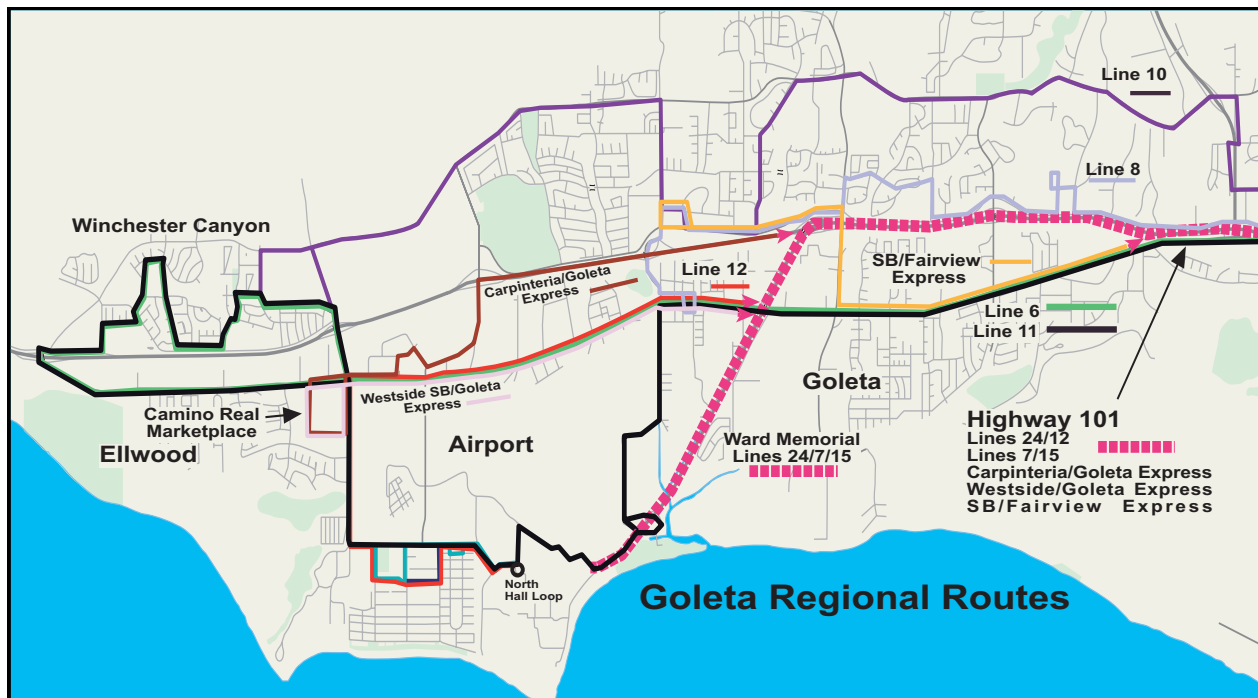 Line 10
Line 8
Winchester Canyon
Line 12
SB/Fairview
Express
Carpinteria/Goleta
Express
Line 6
Line 11
Westside SB/Goleta
Express
Goleta
Camino Real
Marketplace
Ellwood
Airport
Ward Memorial
Lines 24/7/15
Highway 101
Lines 24/12
Lines 7/15
Carpinteria/Goleta Express
Westside/Goleta Express
SB/Fairview Express
North
Hall Loop
Goleta Regional Routes